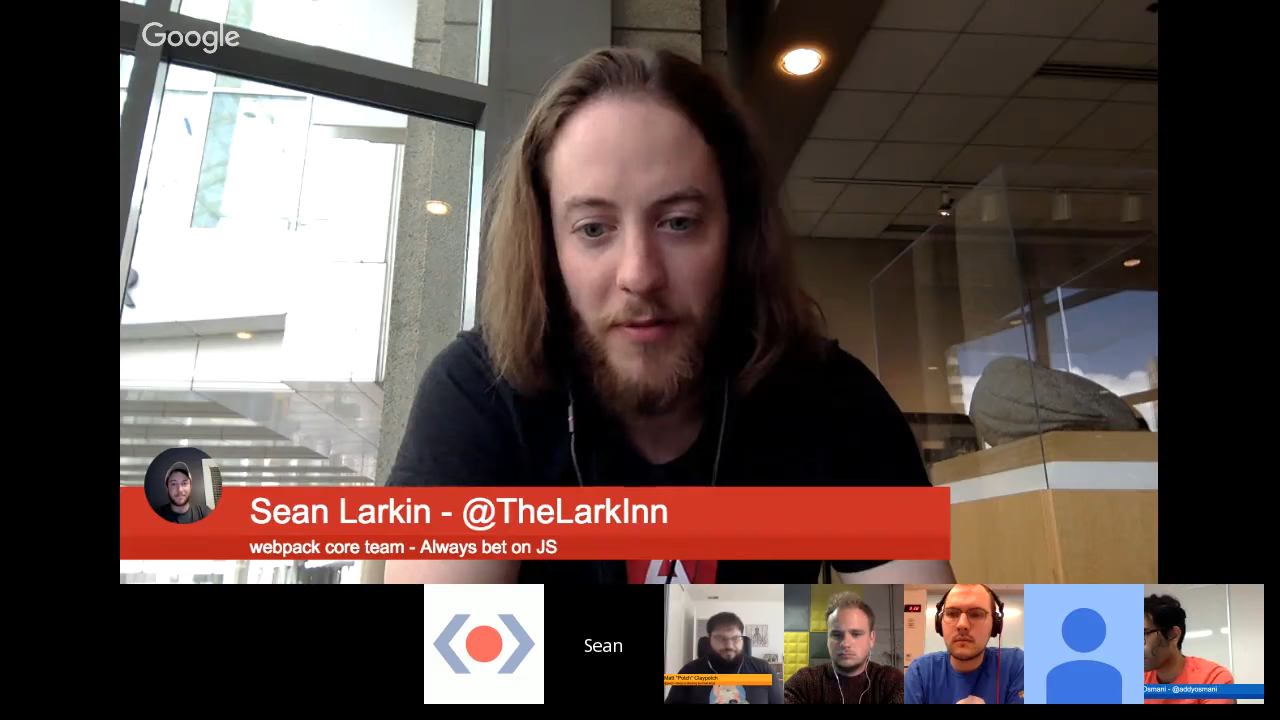 Google
Sean Larkin - @TheLarkInn
webpack core team - Always bet on JS
Sean
Matt "Potch" Claypotch
Osmani - @addyosmani